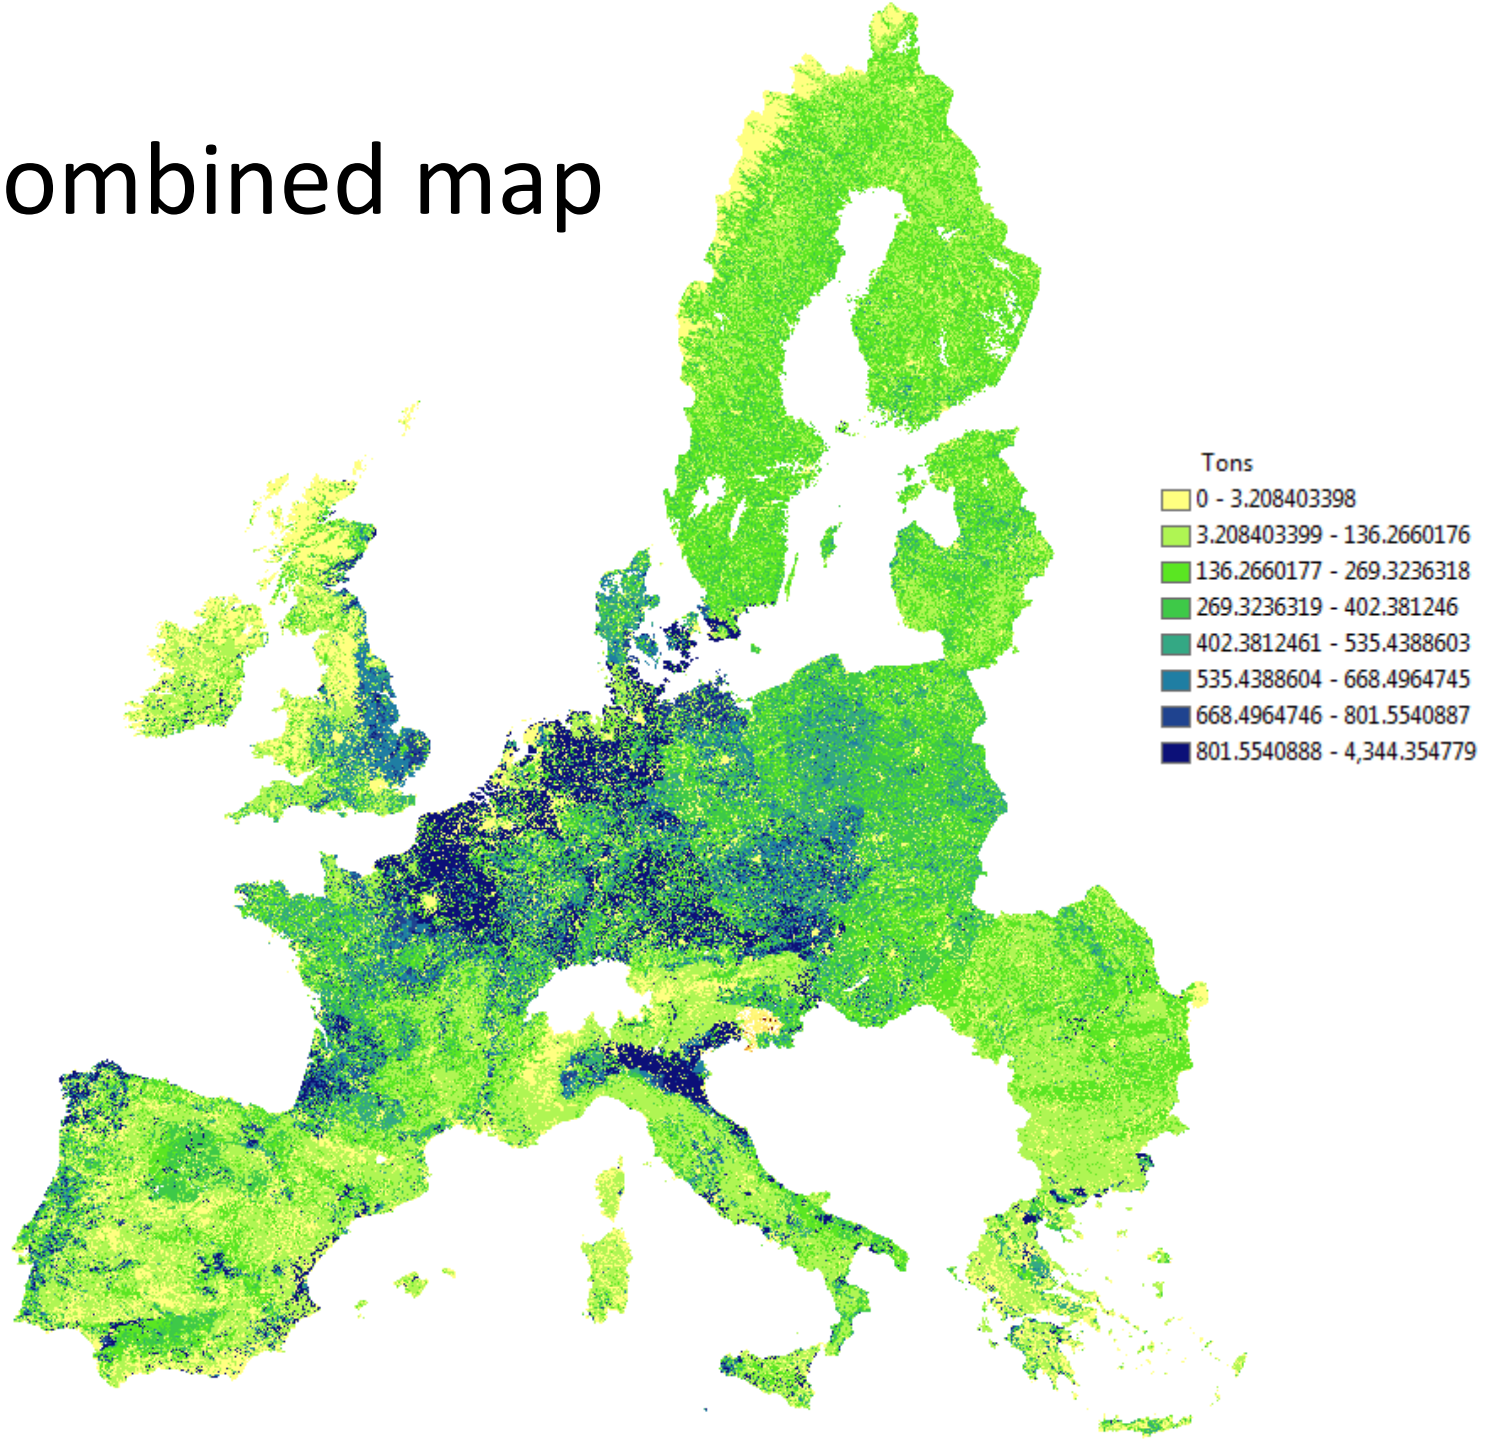 ombined map
Tons
0 - 3.208403398
3.208403399 - 136.2660176
136.2660177 - 269.3236318
269.3236319 - 402.381246
402.3812461 - 535.4388603
535.4388604 - 668.4964745
668.4964746 - 801.5540887
801.5540888 - 4,344.354779